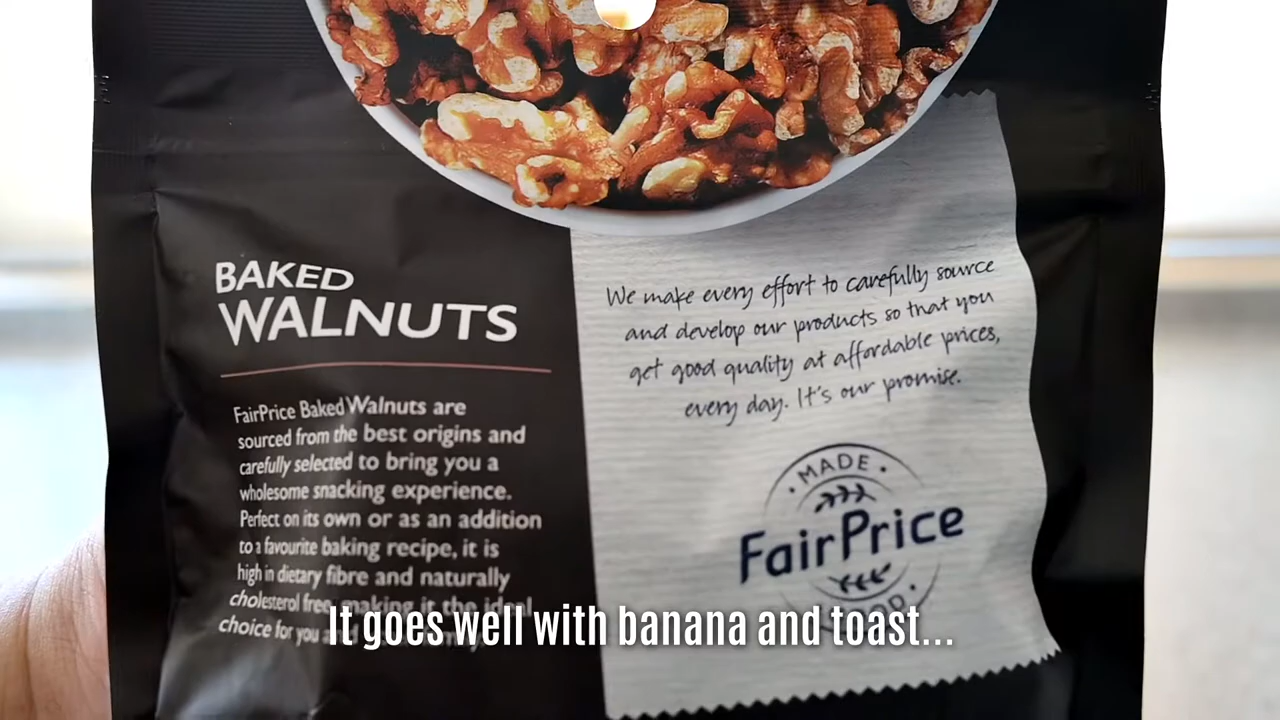 BAKED
WALNUTS
FairPrice Baked Walnuts are
sourced from the best origins and
carefully selected to bring you a
wholesome snacking experience.
Perfect on its own or as an addition
to a favourite baking recipe, it is
high in dietary fibre and naturally
cholesterol free, making it the ideal
choice for you
We make every effort to carefully source
and develop our products so that you
get good quality at affordable prices,
every day. It's our promise.
MADE
FairPrice
It goes well with banana and toast...